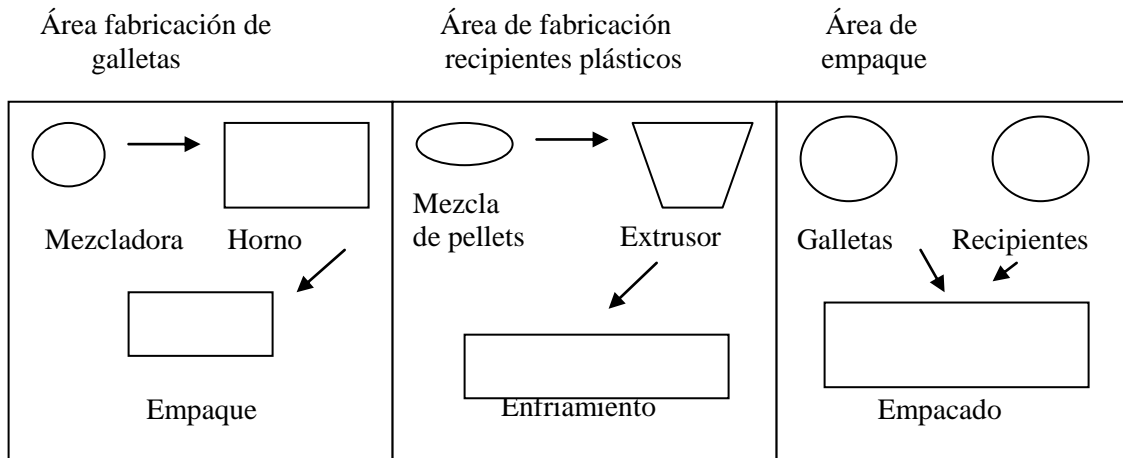 Área fabricación de
galletas
Área de fabricación
recipientes plásticos
Área de
empaque
Mezcladora
Horno
Empaque
Mezcla
de pellets
Extrusor
Enfriamiento
Galletas
Recipientes
Empacado